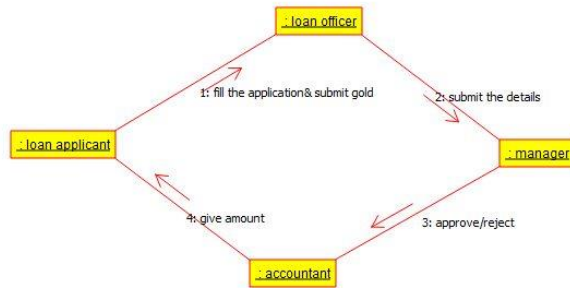 : loan officer
1: fill the application& submit gold
2: submit the details
: loan applicant
: manager
4: give amount
3: approve/reject
: accountant